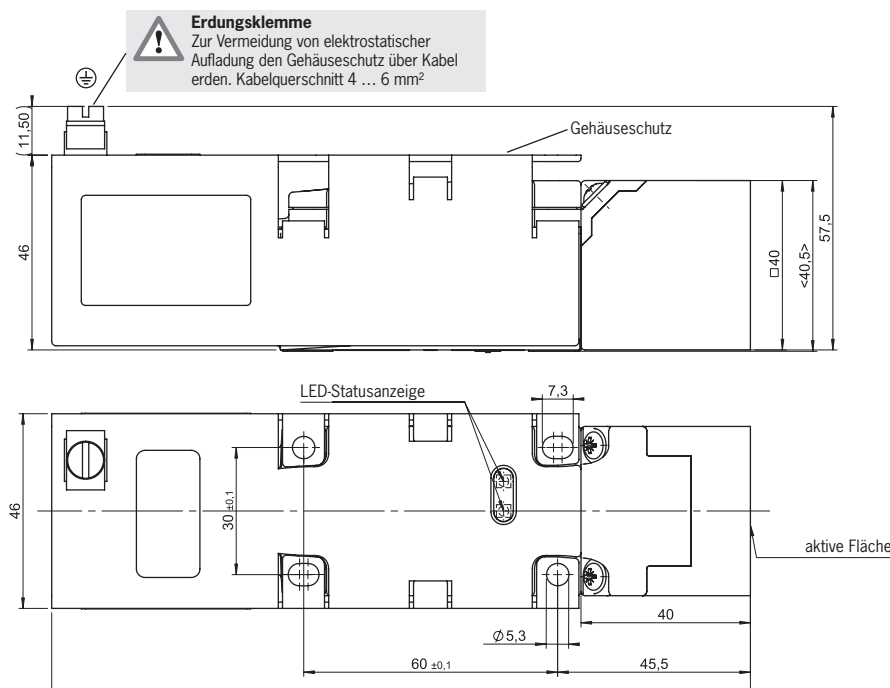 Erdungsklemme
Zur Vermeidung von elektrostatischer
Aufladung den Gehäuseschutz über Kabel
erden. Kabelquerschnitt 4 … 6 mm²
(11,50)
Gehäuseschutz
46
□40
<40,5>
57,5
LED-Statusanzeige
7,3
46
30 ±0,1
aktive Fläche
40
Ø5,3
60 ±0,1
45,5